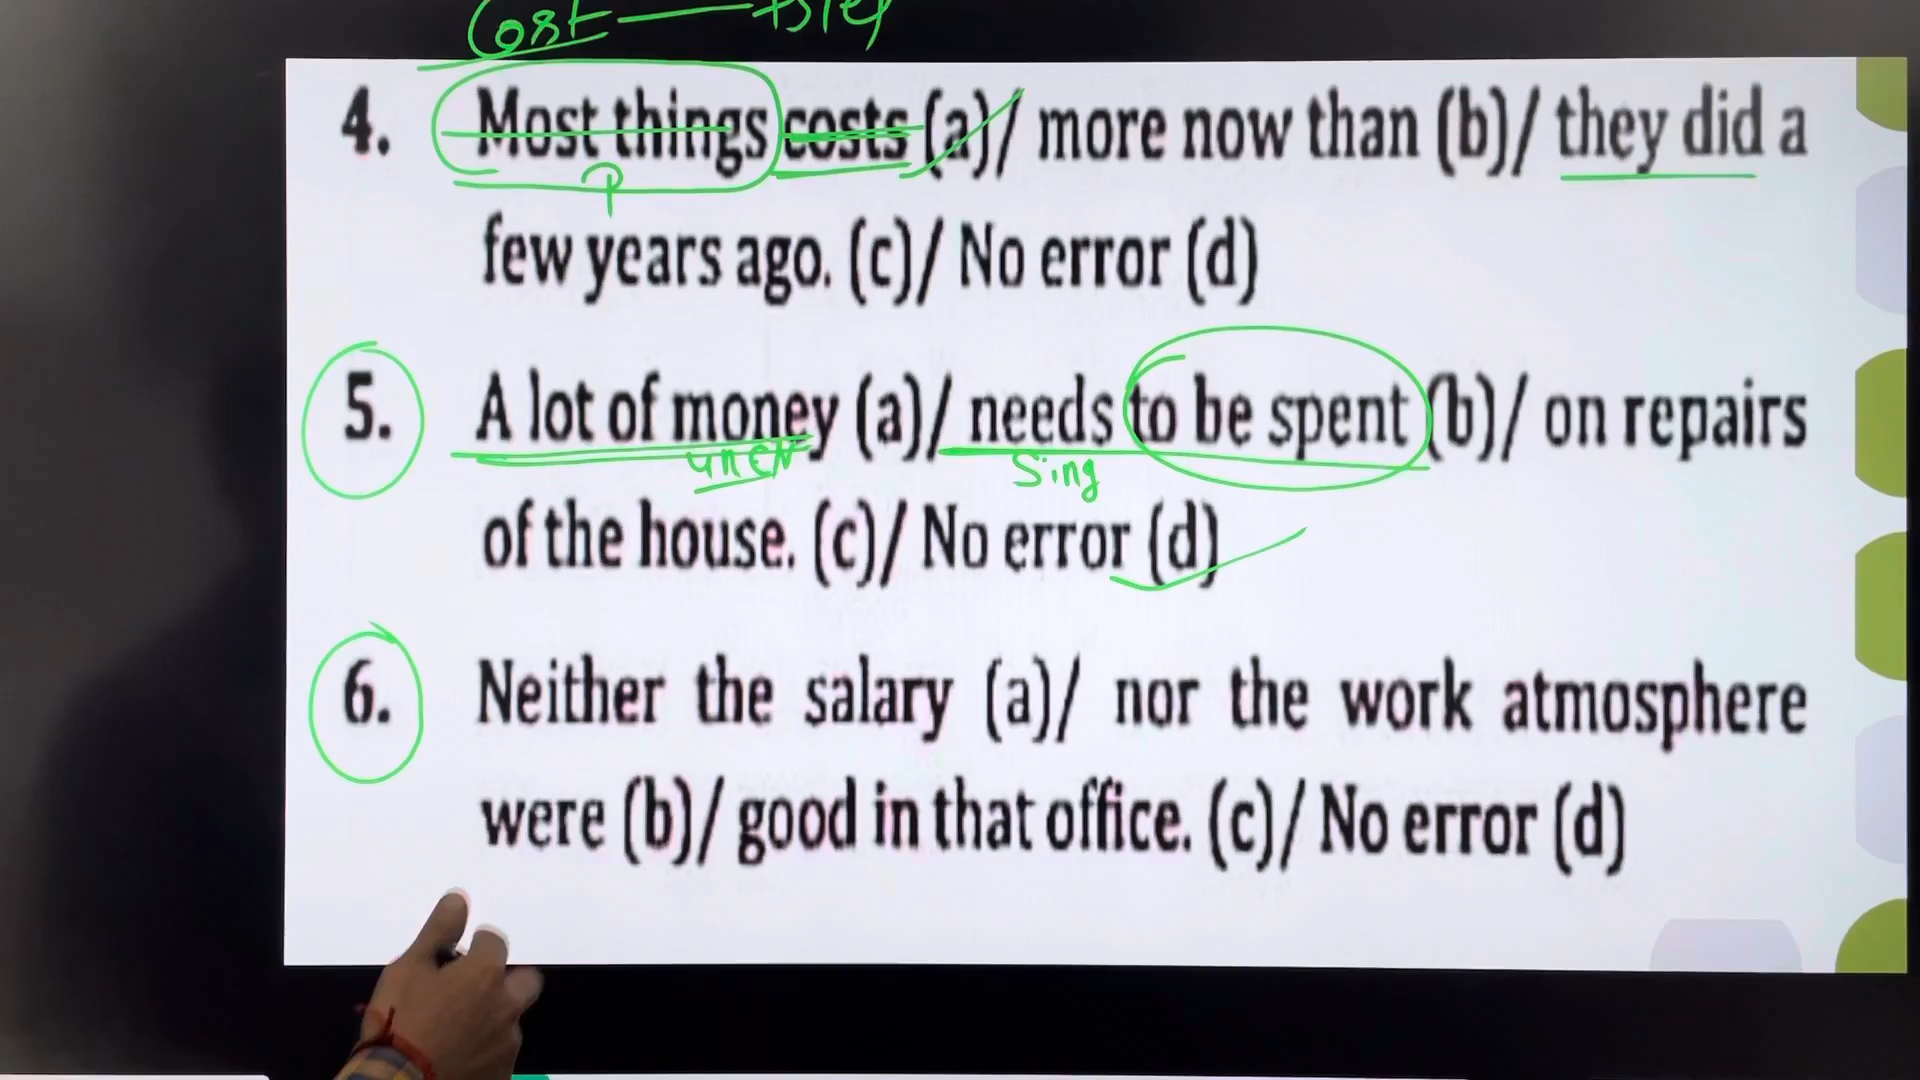 Cost
4. Most things costs (a)/ more now than (b)/ they did a
P
few years ago. (c)/ No error (d)
5. A lot of money (a)/ needs to be spent (b)/ on repairs
Sing
of the house. (c)/ No error (d)
6. Neither the salary (a)/ nor the work atmosphere
were (b)/ good in that office. (c)/ No error (d)